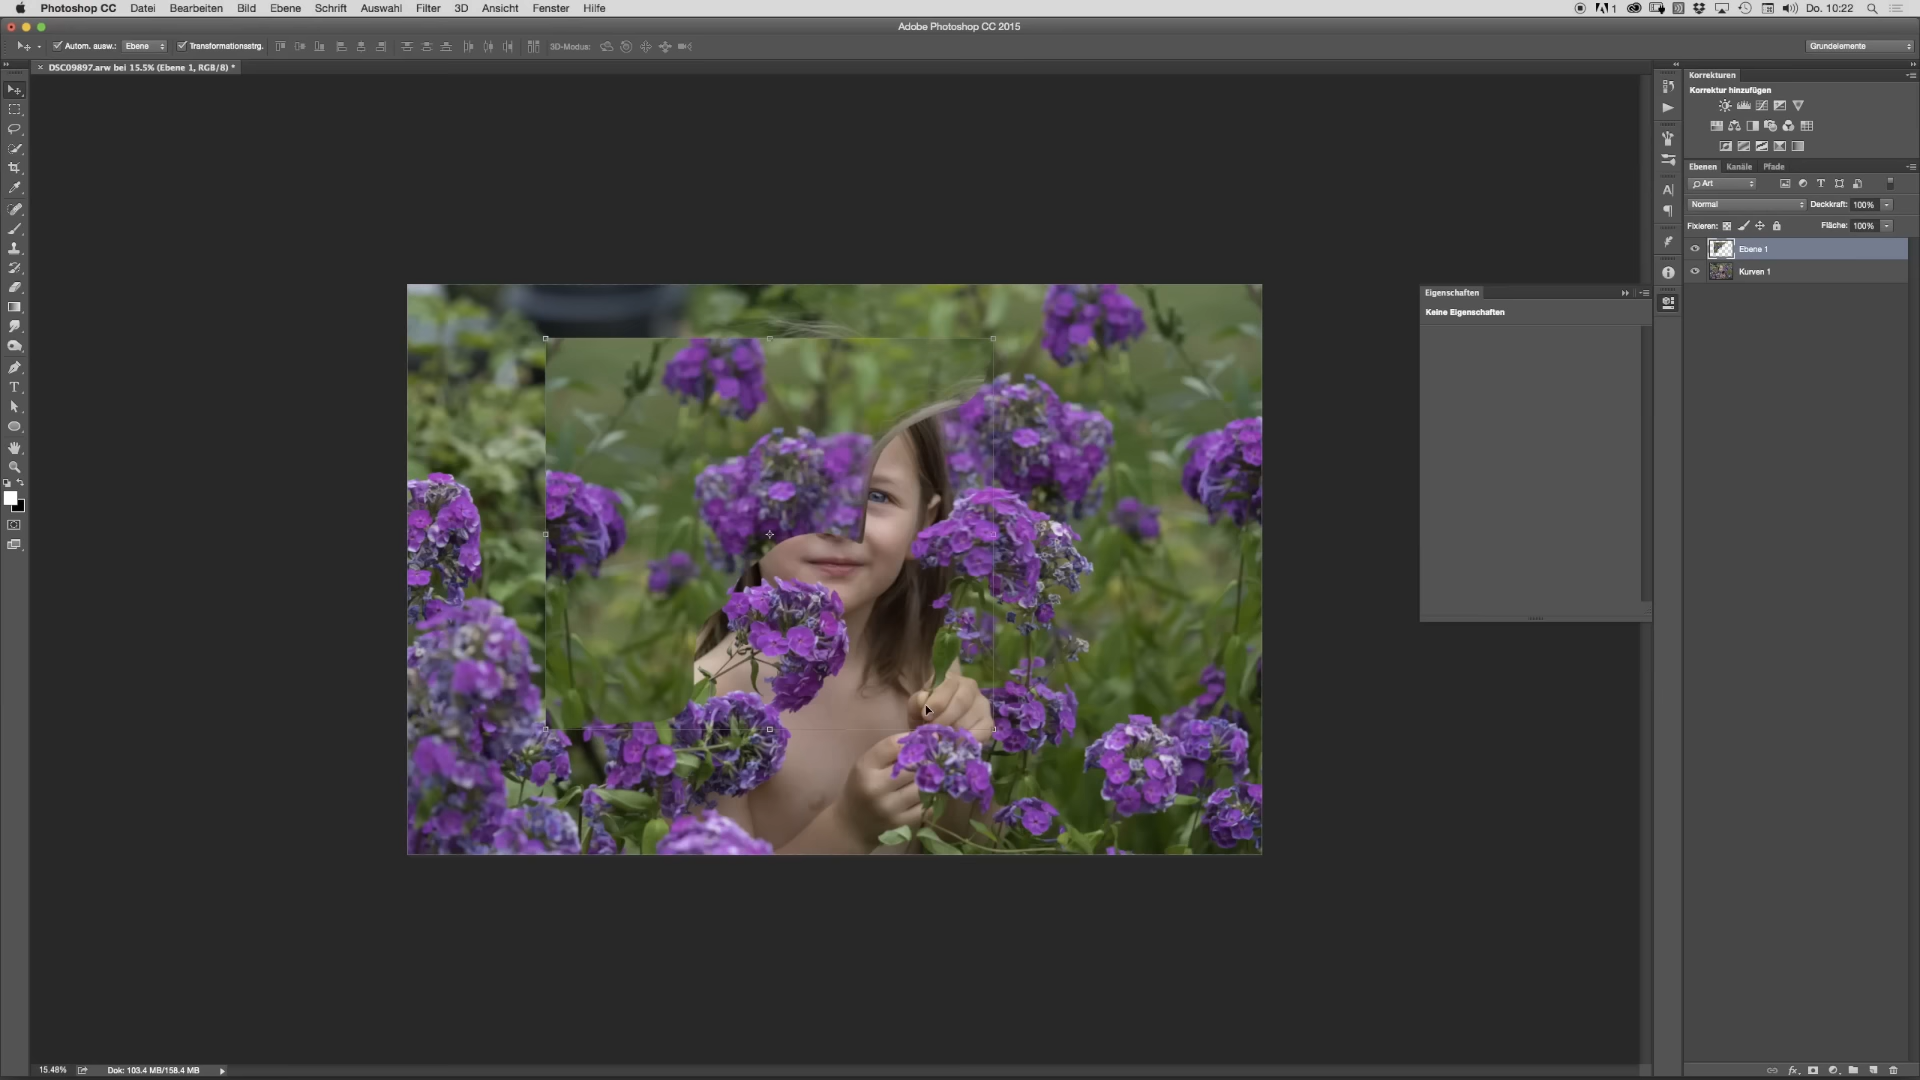 Photoshop CC Datei Bearbeiten Bild Ebene Schrift Auswahl Filter 3D Ansicht Fenster Hilfe 1 Do. 10:22
Adobe Photoshop CC 2015
Autom. ausw.: Ebene Transformationsstrg. 3D-Modus: Grundelemente
× DSC09897.arw bei 15.5% (Ebene 1, RGB/8) *
Korrekturen
Korrektur hinzufügen
Ebenen Kanäle Pfade
Art
Normal Deckkraft: 100%
Fixieren: Fläche: 100%
Ebene 1
Kurven 1
Eigenschaften
Keine Eigenschaften
15.48% Dok: 103.4 MB/158.4 MB